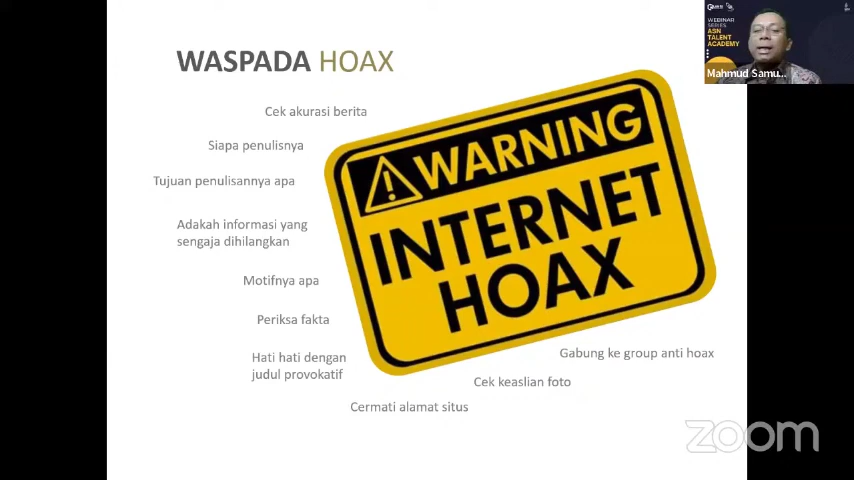 WASPADA HOAX
Cek akurasi berita
Siapa penulisnya
Tujuan penulisannya apa
Adakah informasi yang
sengaja dihilangkan
Motifnya apa
Periksa fakta
Hati hati dengan
judul provokatif
Cermati alamat situs
Cek keaslian foto
Gabung ke group anti hoax
WARNING
INTERNET
HOAX
WEBINAR
SERIES
ASN
TALENT
ACADEMY
Mahmud Samu...
zoom